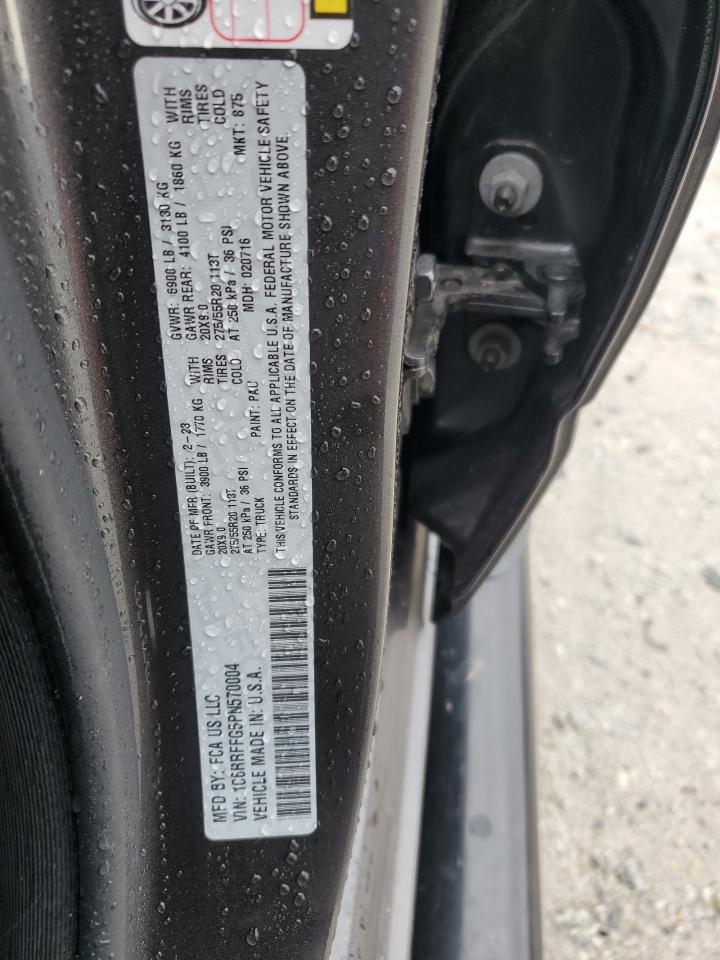 MFD BY: FCA US LLC
DATE OF MFR (BUILT): 2-23
GVWR: 6900 LB / 3130 KG
GAWR FRONT: 3900 LB / 1770 KG WITH
GAWR REAR: 4100 LB / 1860 KG WITH
20X9.0 RIMS
20X9.0 RIMS
275/55R20 113T TIRES
275/55R20 113T TIRES
AT 250 kPa / 36 PSI COLD
AT 250 kPa / 36 PSI COLD
VIN: 1C6RRFFG5PN570004
TYPE: TRUCK
PAINT: PAU
MDH: 020716
MKT: 875
VEHICLE MADE IN: U.S.A.
THIS VEHICLE CONFORMS TO ALL APPLICABLE U.S.A. FEDERAL MOTOR VEHICLE SAFETY
STANDARDS IN EFFECT ON THE DATE OF MANUFACTURE SHOWN ABOVE.